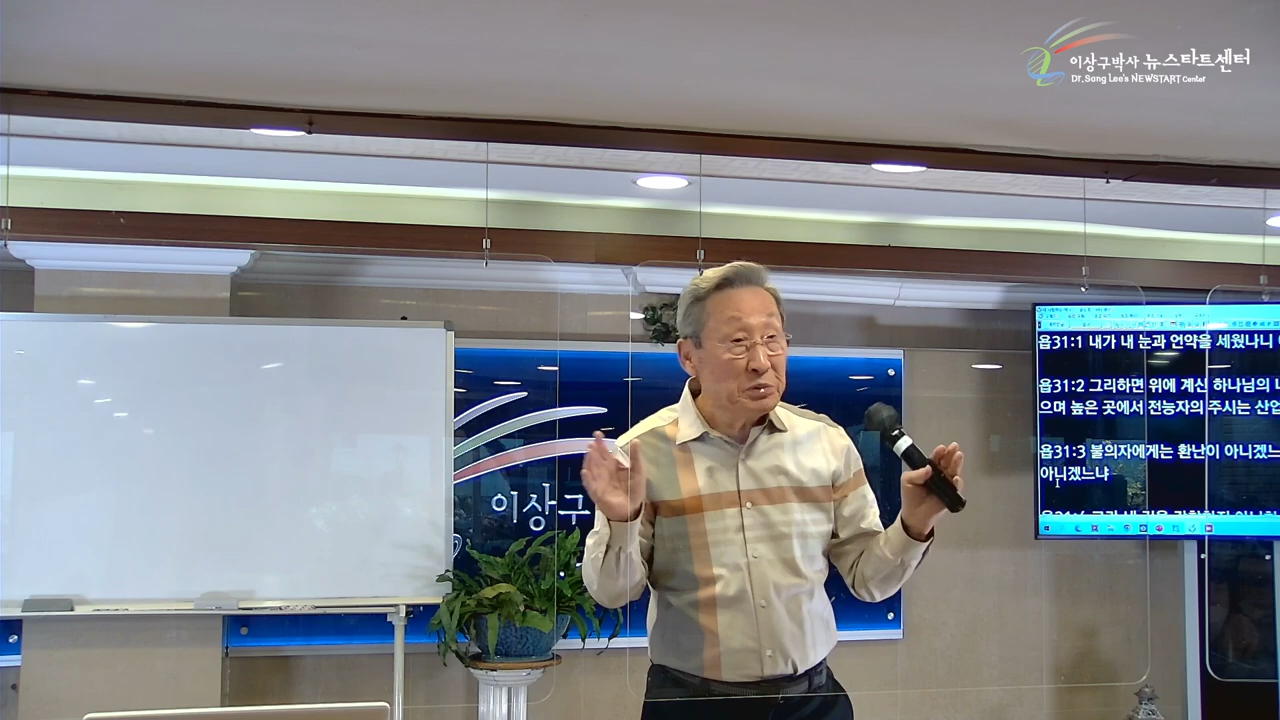 이상구박사 뉴스타트센터
Dr. Sang Lee's NEWSTART Center
이상구
욥31:1 내가 내 눈과 언약을 세웠나니
욥31:2 그리하면 위에 계신 하나님의
으며 높은 곳에서 전능자의 주시는 산업
욥31:3 불의자에게는 환난이 아니겠느
아니겠느냐